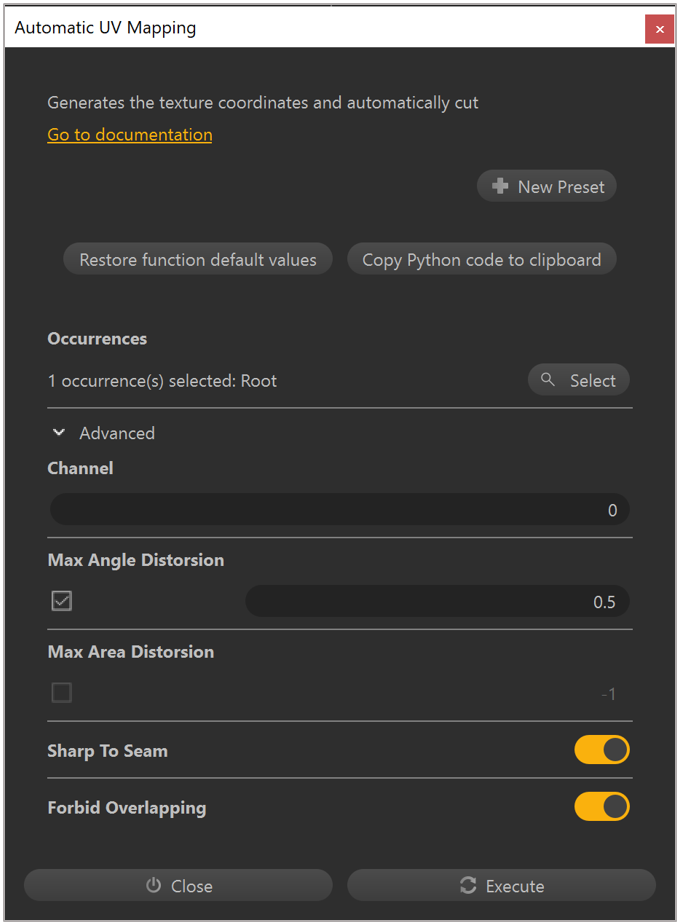 Automatic UV Mapping
Generates the texture coordinates and automatically cut
Go to documentation
New Preset
Restore function default values Copy Python code to clipboard
Occurrences
1 occurrence(s) selected: Root Select
Advanced
Channel
0
Max Angle Distorsion
0.5
Max Area Distorsion
-1
Sharp To Seam
Forbid Overlapping
Close Execute